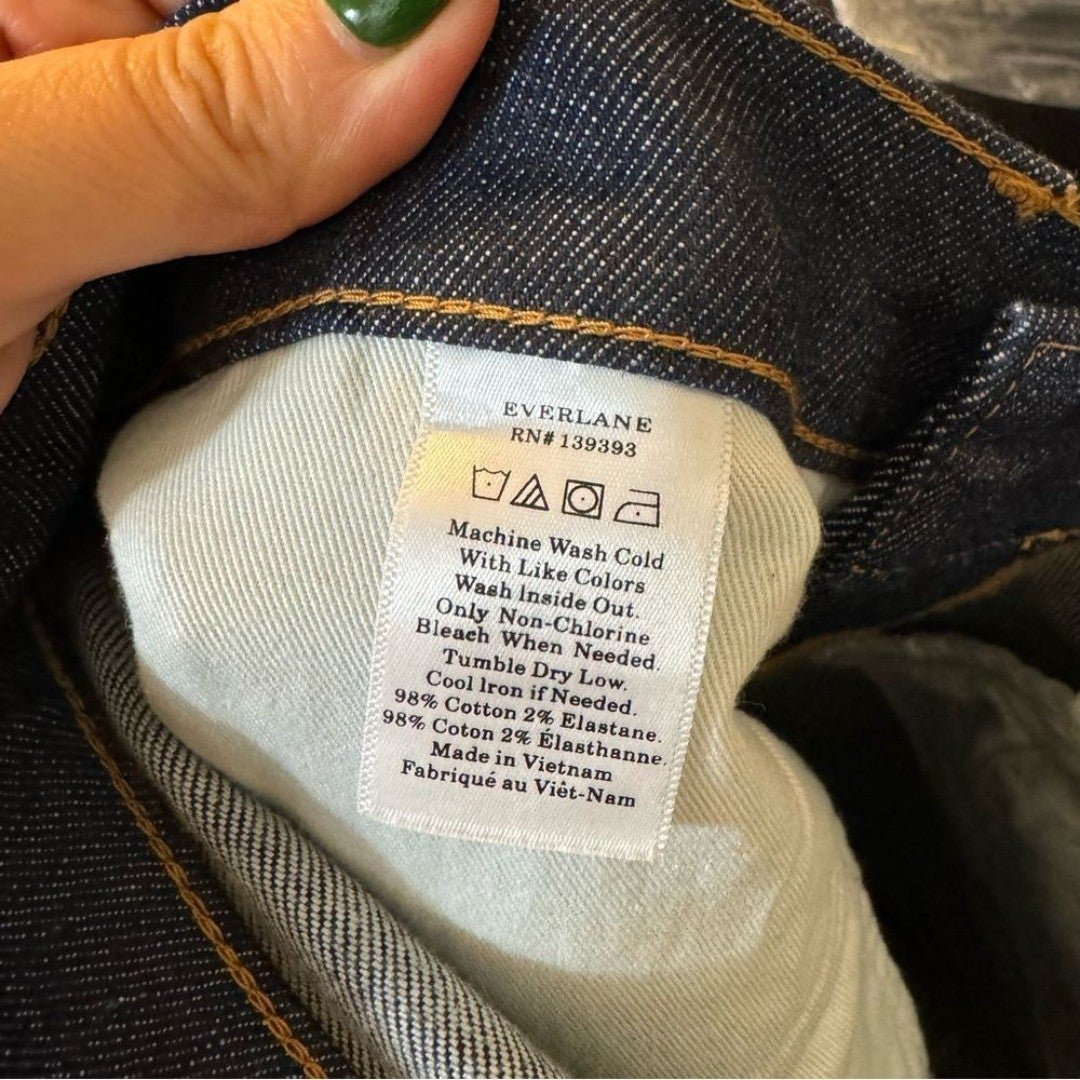 EVERLANE
RN# 139393
Machine Wash Cold
With Like Colors
Wash Inside Out.
Only Non-Chlorine
Bleach When Needed.
Tumble Dry Low.
Cool Iron if Needed.
98% Cotton 2% Elastane.
98% Coton 2% Élasthanne.
Made in Vietnam
Fabriqué au Viêt-Nam